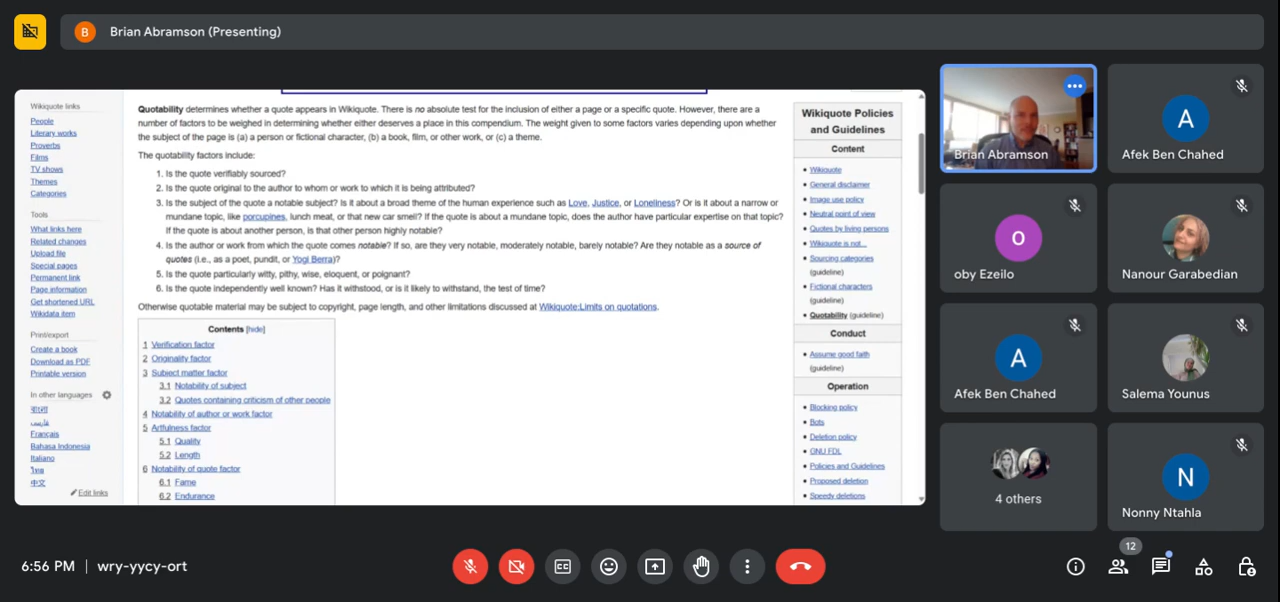 B Brian Abramson (Presenting)
Wikiquote links
People
Literary works
Proverbs
Films
TV shows
Themes
Categories
Tools
What links here
Related changes
Upload file
Special pages
Permanent link
Page information
Get shortened URL
Wikidata item
Print/export
Create a book
Download as PDF
Printable version
In other languages
বাংলা
فارسی
Français
Bahasa Indonesia
Italiano
ไทย
中文
Edit links
Quotability determines whether a quote appears in Wikiquote. There is no absolute test for the inclusion of either a page or a specific quote. However, there are a
number of factors to be weighed in determining whether either deserves a place in this compendium. The weight given to some factors varies depending upon whether
the subject of the page is (a) a person or fictional character, (b) a book, film, or other work, or (c) a theme.
The quotability factors include:
1. Is the quote verifiably sourced?
2. Is the quote original to the author to whom or work to which it is being attributed?
3. Is the subject of the quote a notable subject? Is it about a broad theme of the human experience such as Love, Justice, or Loneliness? Or is it about a narrow or
mundane topic, like porcupines, lunch meat, or that new car smell? If the quote is about a mundane topic, does the author have particular expertise on that topic?
If the quote is about another person, is that other person highly notable?
4. Is the author or work from which the quote comes notable? If so, are they very notable, moderately notable, barely notable? Are they notable as a source of
quotes (i.e., as a poet, pundit, or Yogi Berra)?
5. Is the quote particularly witty, pithy, wise, eloquent, or poignant?
6. Is the quote independently well known? Has it withstood, or is it likely to withstand, the test of time?
Otherwise quotable material may be subject to copyright, page length, and other limitations discussed at Wikiquote:Limits on quotations.
Contents [hide]
1 Verification factor
2 Originality factor
3 Subject matter factor
3.1 Notability of subject
3.2 Quotes containing criticism of other people
4 Notability of author or work factor
5 Artfulness factor
5.1 Quality
5.2 Length
6 Notability of quote factor
6.1 Fame
6.2 Endurance
Wikiquote Policies
and Guidelines
Content
Wikiquote
General disclaimer
Image use policy
Neutral point of view
Quotes by living persons
Wikiquote is not...
Sourcing categories
(guideline)
Fictional characters
(guideline)
Quotability (guideline)
Conduct
Assume good faith
(guideline)
Operation
Blocking policy
Bots
Deletion policy
GNU FDL
Policies and Guidelines
Proposed deletion
Speedy deletions
Brian Abramson
A
Afek Ben Chahed
O
oby Ezeilo
Nanour Garabedian
A
Afek Ben Chahed
Salema Younus
4 others
N
Nonny Ntahla
6:56 PM | wry-yycy-ort
CC
12